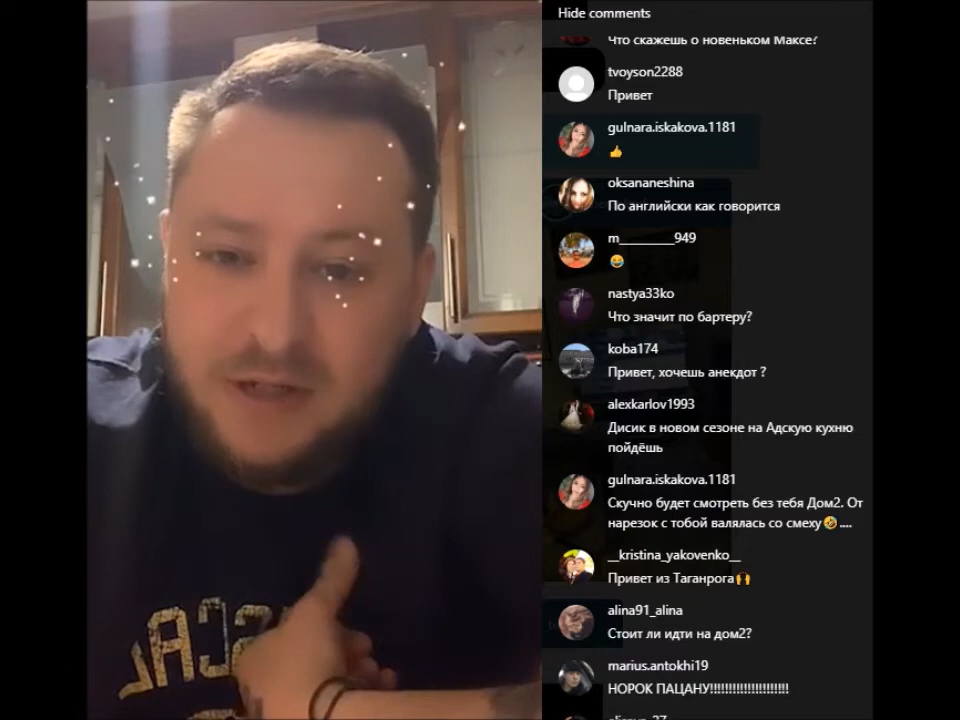 Hide comments
Что скажешь о новеньком Максе?
tvoyson2288
Привет
gulnara.iskakova.1181
oksananeshina
По английски как говорится
m_________949
nastya33ko
Что значит по бартеру?
koba174
Привет, хочешь анекдот ?
alexkarlov1993
Дисик в новом сезоне на Адскую кухню
пойдёшь
gulnara.iskakova.1181
Скучно будет смотреть без тебя Дом2. От
нарезок с тобой валялась со смеху🤣....
__kristina_yakovenko__
Привет из Таганрога🙌
alina91_alina
Стоит ли идти на дом2?
marius.antokhi19
НОРОК ПАЦАНУ!!!!!!!!!!!!!!!!!!!!!